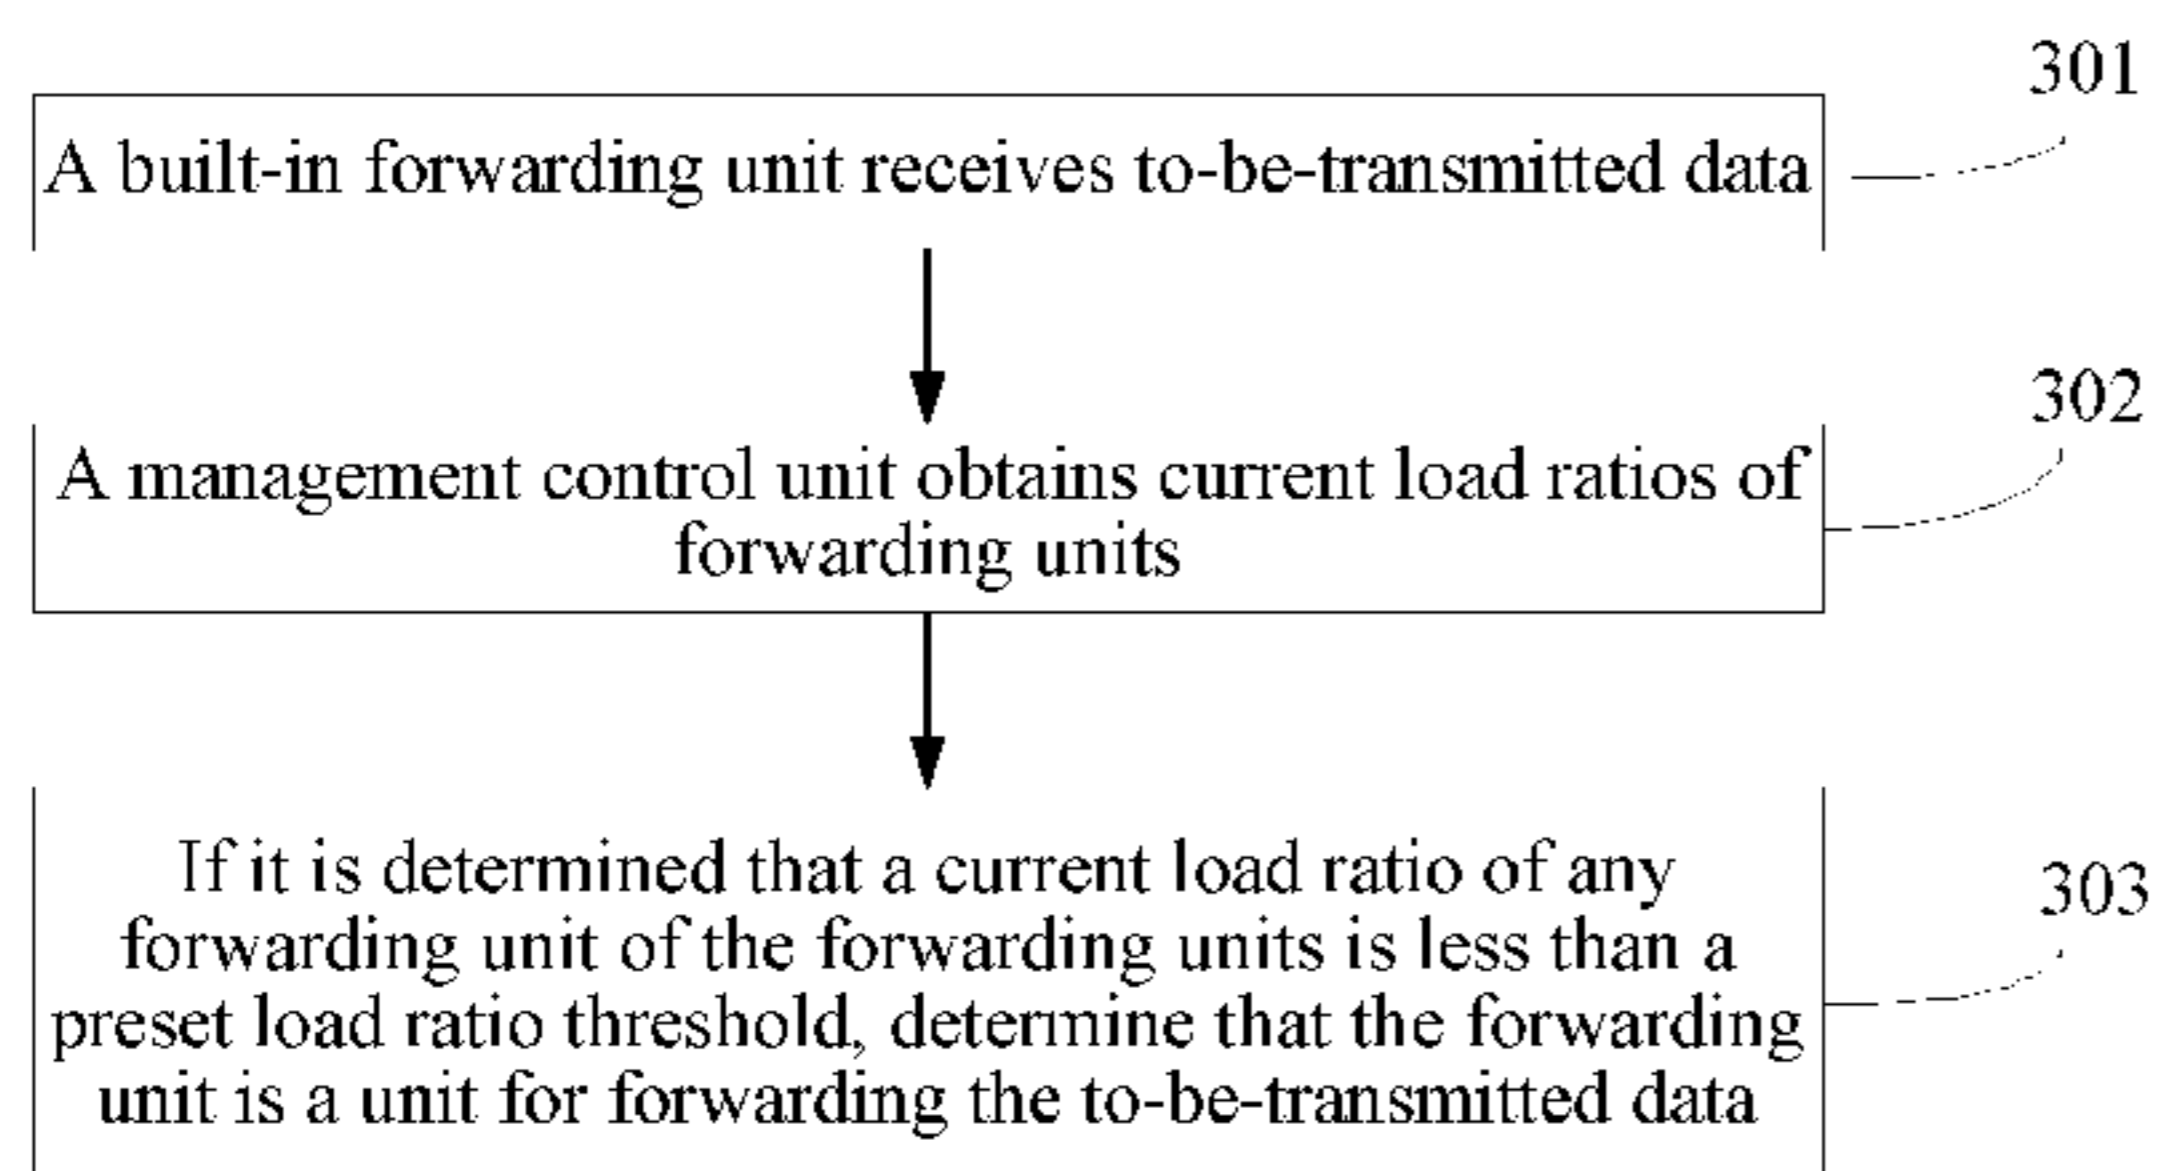 301
A built-in forwarding unit receives to-be-transmitted data
302
A management control unit obtains current load ratios of
forwarding units
If it is determined that a current load ratio of any
303
forwarding unit of the forwarding units is less than a
preset load ratio threshold, determine that the forwarding
unit is a unit for forwarding the to-be-transmitted data